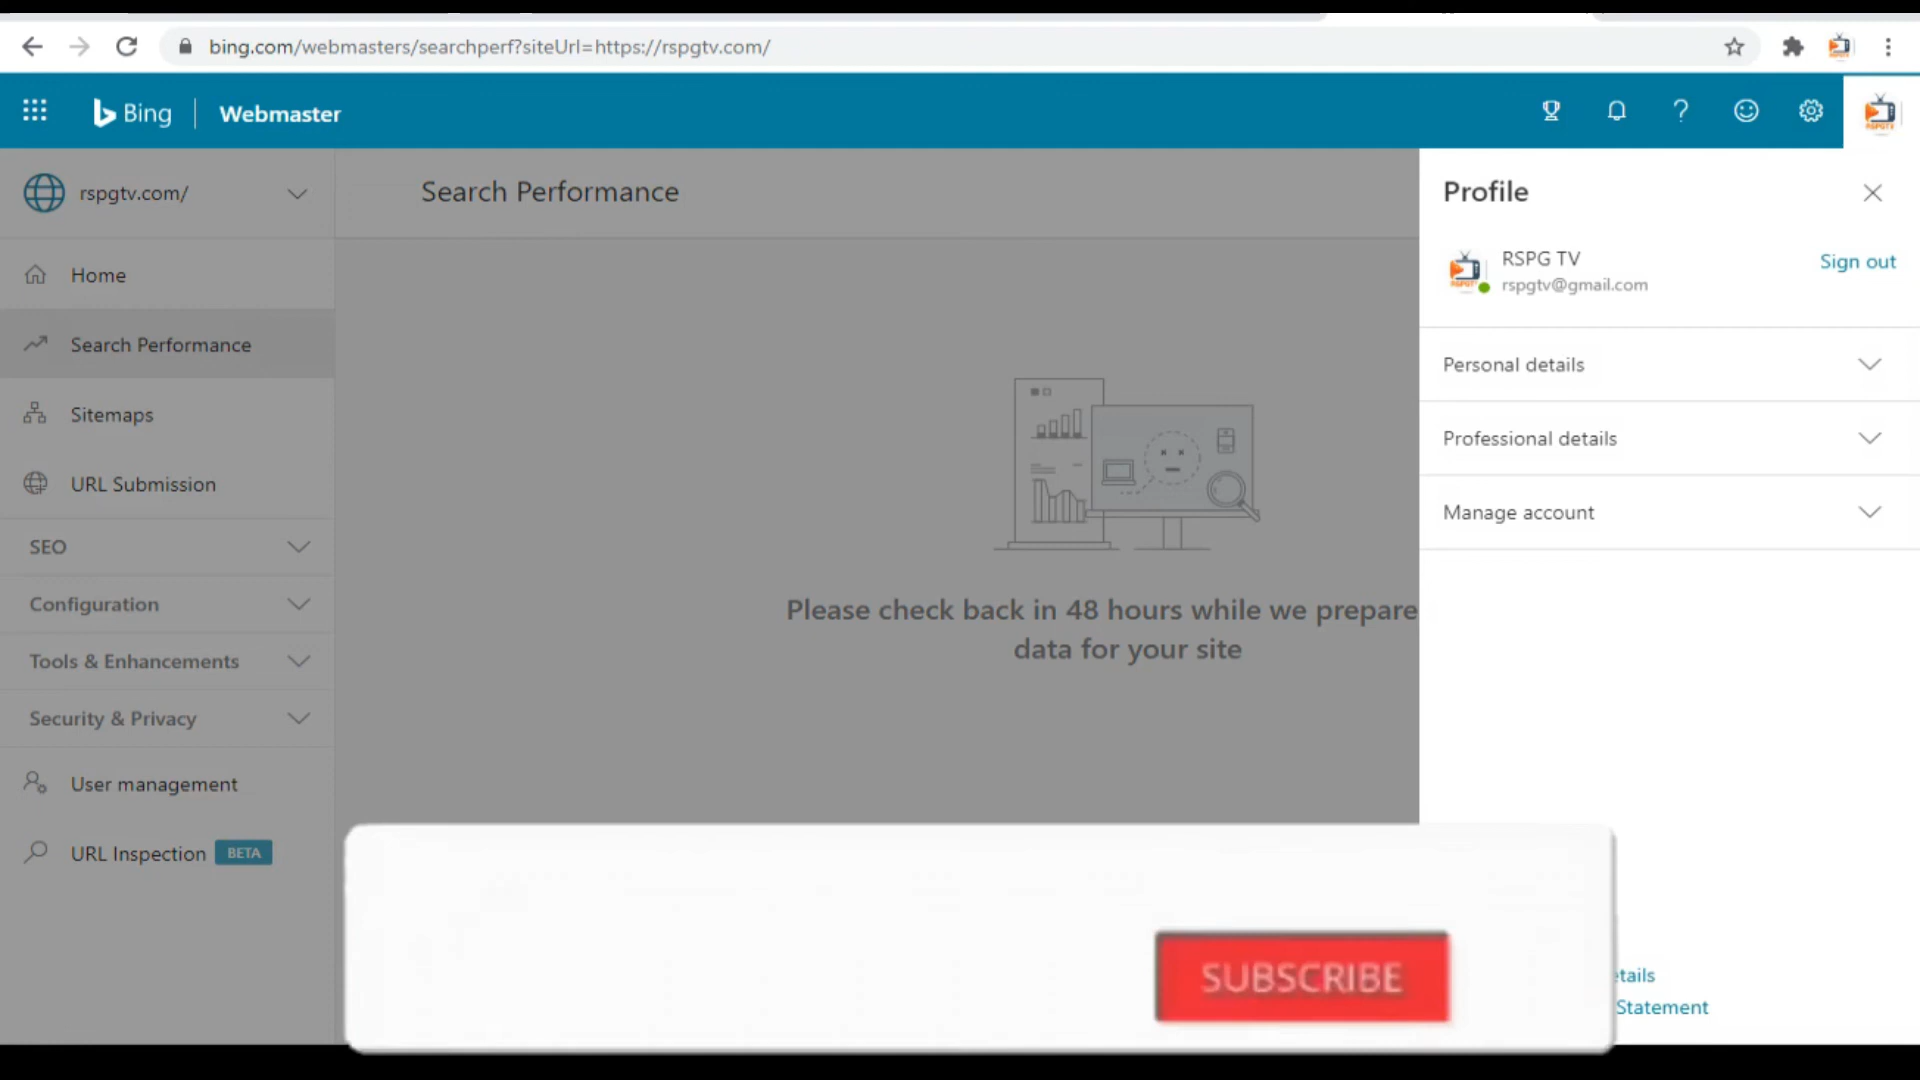 bing.com/webmasters/searchperf?siteUrl=https://rspgtv.com/
Bing
Webmaster
rspgtv.com/
Search Performance
Profile
RSPG TV
rspgtv@gmail.com
Sign out
Home
Search Performance
Sitemaps
URL Submission
SEO
Configuration
Tools & Enhancements
Security & Privacy
User management
URL Inspection BETA
Please check back in 48 hours while we prepare
data for your site
Personal details
Professional details
Manage account
SUBSCRIBE
etails
Statement
RSPGTV